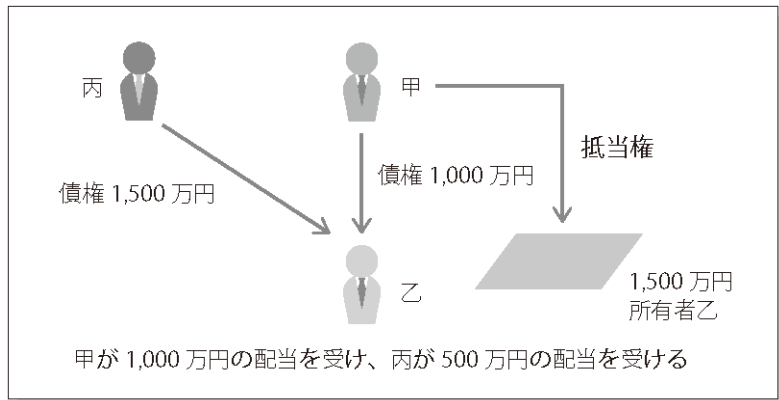 丙
甲
抵当権
債権 1,500 万円
債権 1,000 万円
乙
1,500 万円
所有者乙
甲が 1,000 万円の配当を受け、丙が 500 万円の配当を受ける